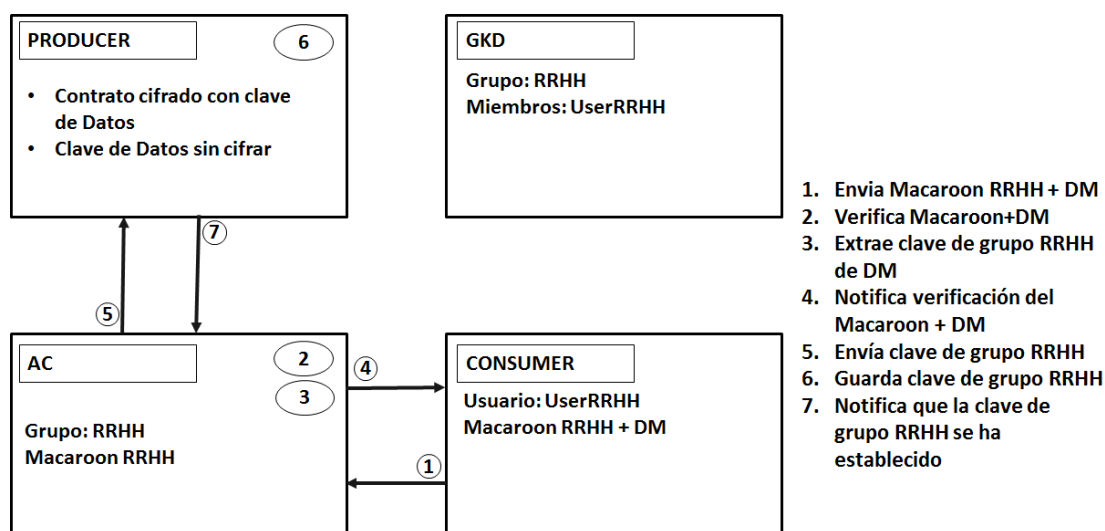 PRODUCER
6
• Contrato cifrado con clave
de Datos
• Clave de Datos sin cifrar
GKD
Grupo: RRHH
Miembros: UserRRHH
7
5
AC
2
3
Grupo: RRHH
Macaroon RRHH
4
1
CONSUMER
Usuario: UserRRHH
Macaroon RRHH + DM
1. Envia Macaroon RRHH + DM
2. Verifica Macaroon+DM
3. Extrae clave de grupo RRHH
de DM
4. Notifica verificación del
Macaroon + DM
5. Envía clave de grupo RRHH
6. Guarda clave de grupo RRHH
7. Notifica que la clave de
grupo RRHH se ha
establecido